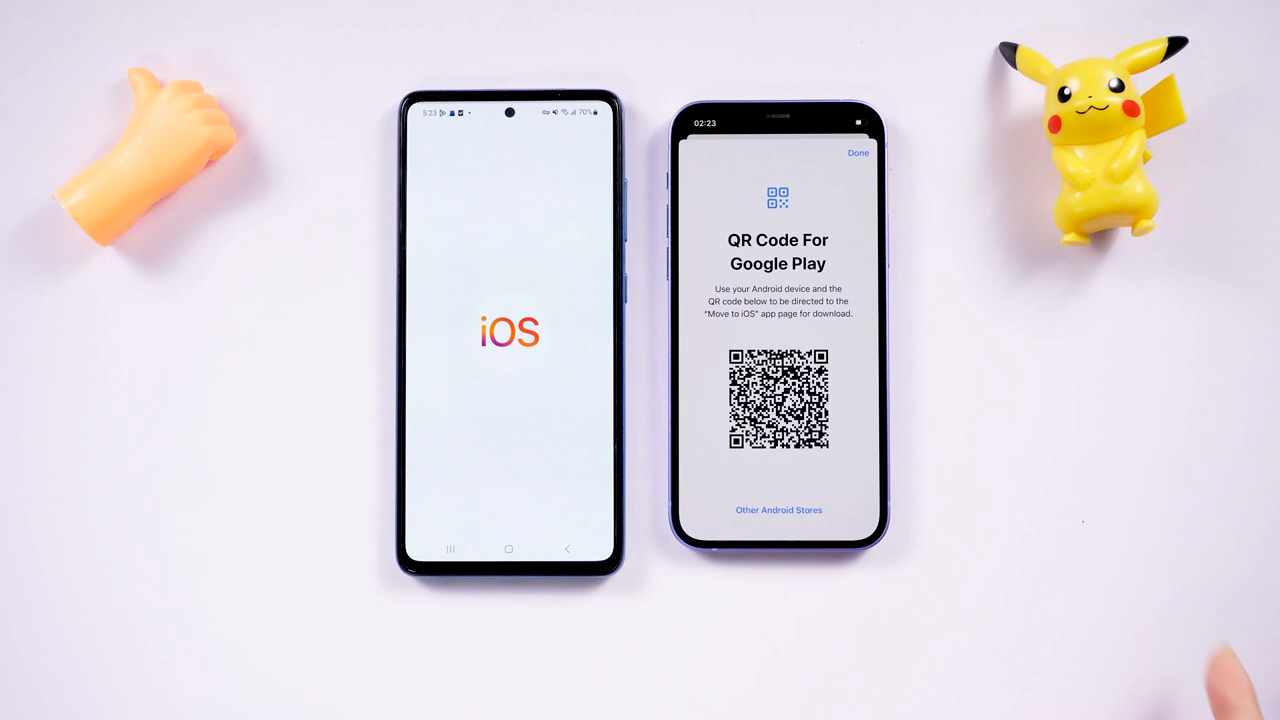 5:23
70%
iOS
02:23
Done
QR Code For
Google Play
Use your Android device and the
QR code below to be directed to the
“Move to iOS” app page for download.
Other Android Stores